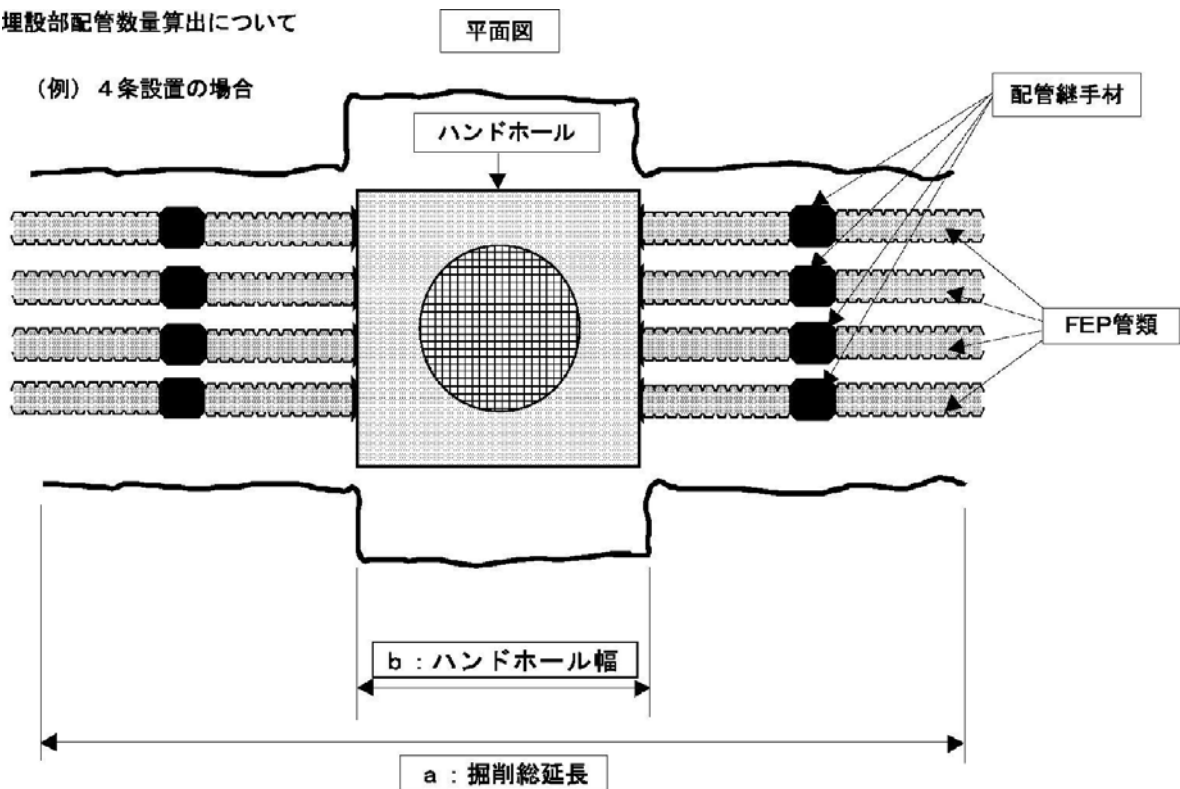 埋設部配管数量算出について
平面図
（例）４条設置の場合
配管継手材
ハンドホール
FEP管類
ｂ：ハンドホール幅
ａ：掘削総延長